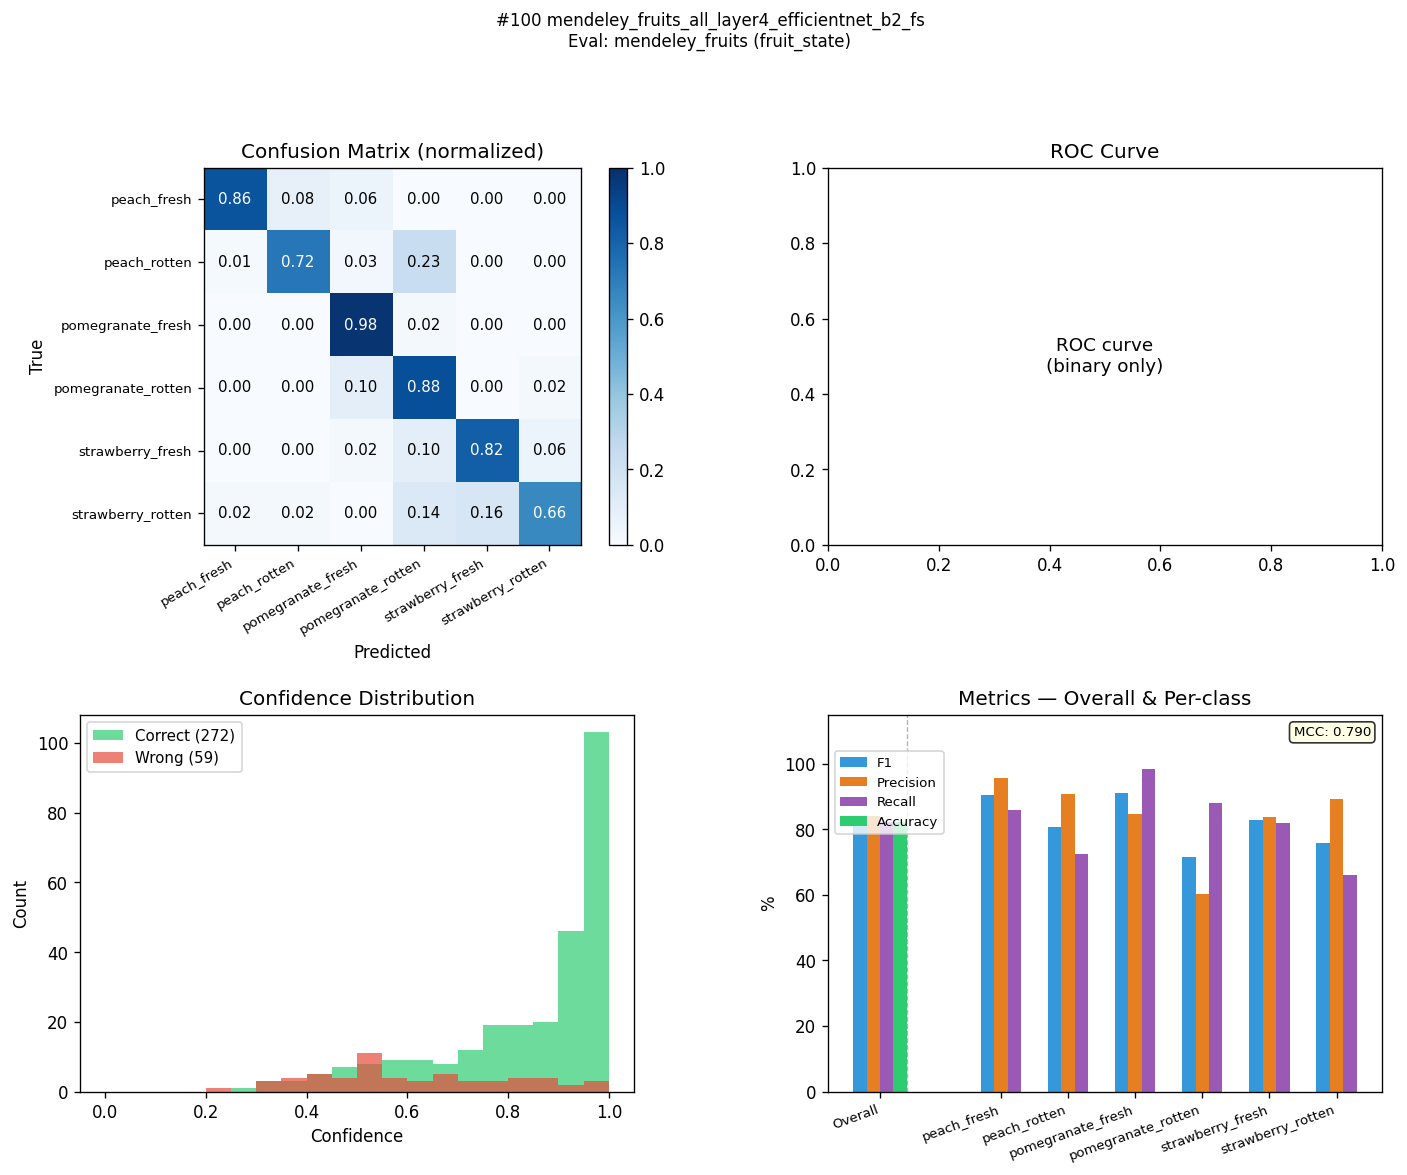 #100 mendeley_fruits_all_layer4_efficientnet_b2_fs
Eval: mendeley_fruits (fruit_state)
Confusion Matrix (normalized)
True
peach_fresh 0.86 0.08 0.06 0.00 0.00 0.00
peach_rotten 0.01 0.72 0.03 0.23 0.00 0.00
pomegranate_fresh 0.00 0.00 0.98 0.02 0.00 0.00
pomegranate_rotten 0.00 0.00 0.10 0.88 0.00 0.02
strawberry_fresh 0.00 0.00 0.02 0.10 0.82 0.06
strawberry_rotten 0.02 0.02 0.00 0.14 0.16 0.66
peach_fresh
peach_rotten
pomegranate_fresh
pomegranate_rotten
strawberry_fresh
strawberry_rotten
Predicted
1.0
0.8
0.6
0.4
0.2
0.0
ROC Curve
1.0
0.8
0.6
0.4
0.2
0.0
ROC curve
(binary only)
0.0 0.2 0.4 0.6 0.8 1.0
Confidence Distribution
Correct (272)
Wrong (59)
Count
100
80
60
40
20
0
0.0 0.2 0.4 0.6 0.8 1.0
Confidence
Metrics — Overall & Per-class
MCC: 0.790
F1
Precision
Recall
Accuracy
%
100
80
60
40
20
0
Overall
peach_fresh
peach_rotten
pomegranate_fresh
pomegranate_rotten
strawberry_fresh
strawberry_rotten